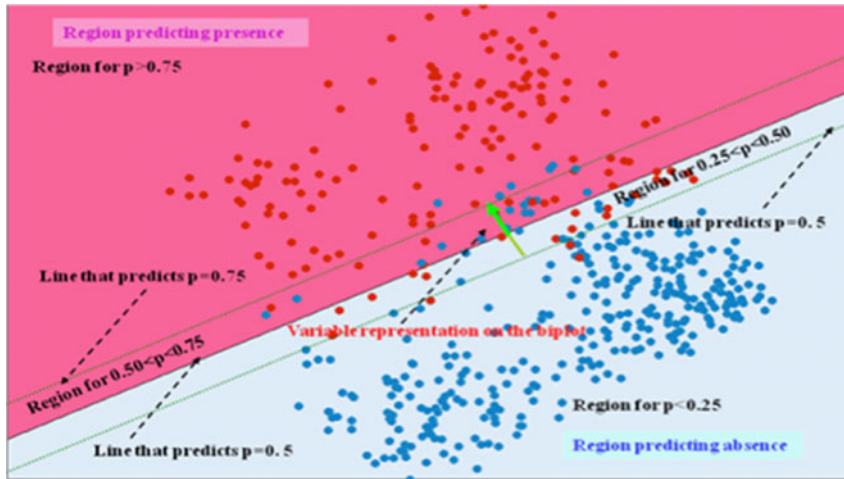 Region predicting presence
Region for p>0.75
Region for 0.25<p<0.50
Line that predicts p=0. 5
Line that predicts p=0.75
Variable representation on the biplot
Region for 0.50<p<0.75
Region for p<0.25
Line that predicts p=0. 5
Region predicting absence